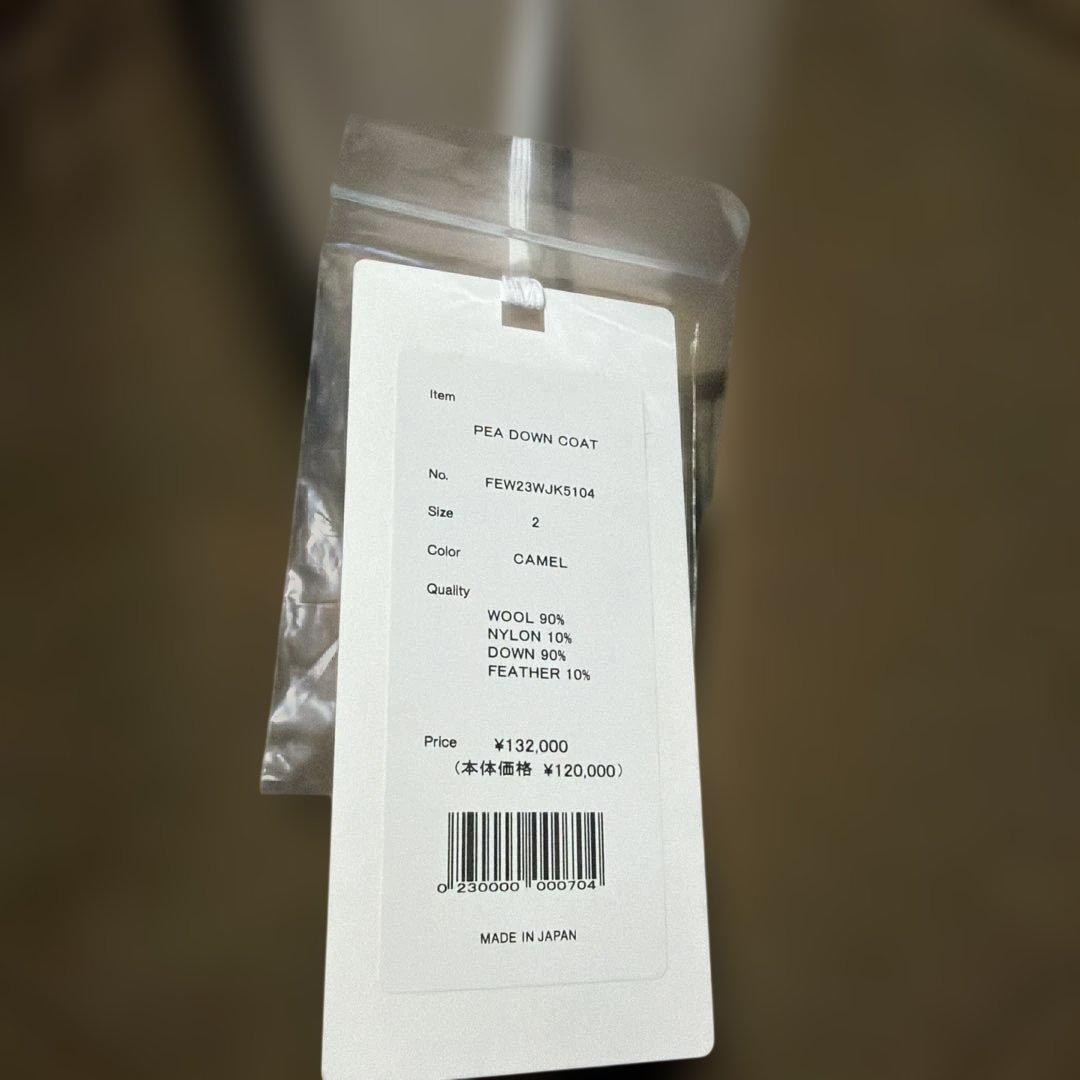 Item
PEA DOWN COAT
No. FEW23WJK5104
Size 2
Color CAMEL
Quality
WOOL 90%
NYLON 10%
DOWN 90%
FEATHER 10%
Price ¥132,000
(本体価格 ¥120,000)
0 230000 000704
MADE IN JAPAN